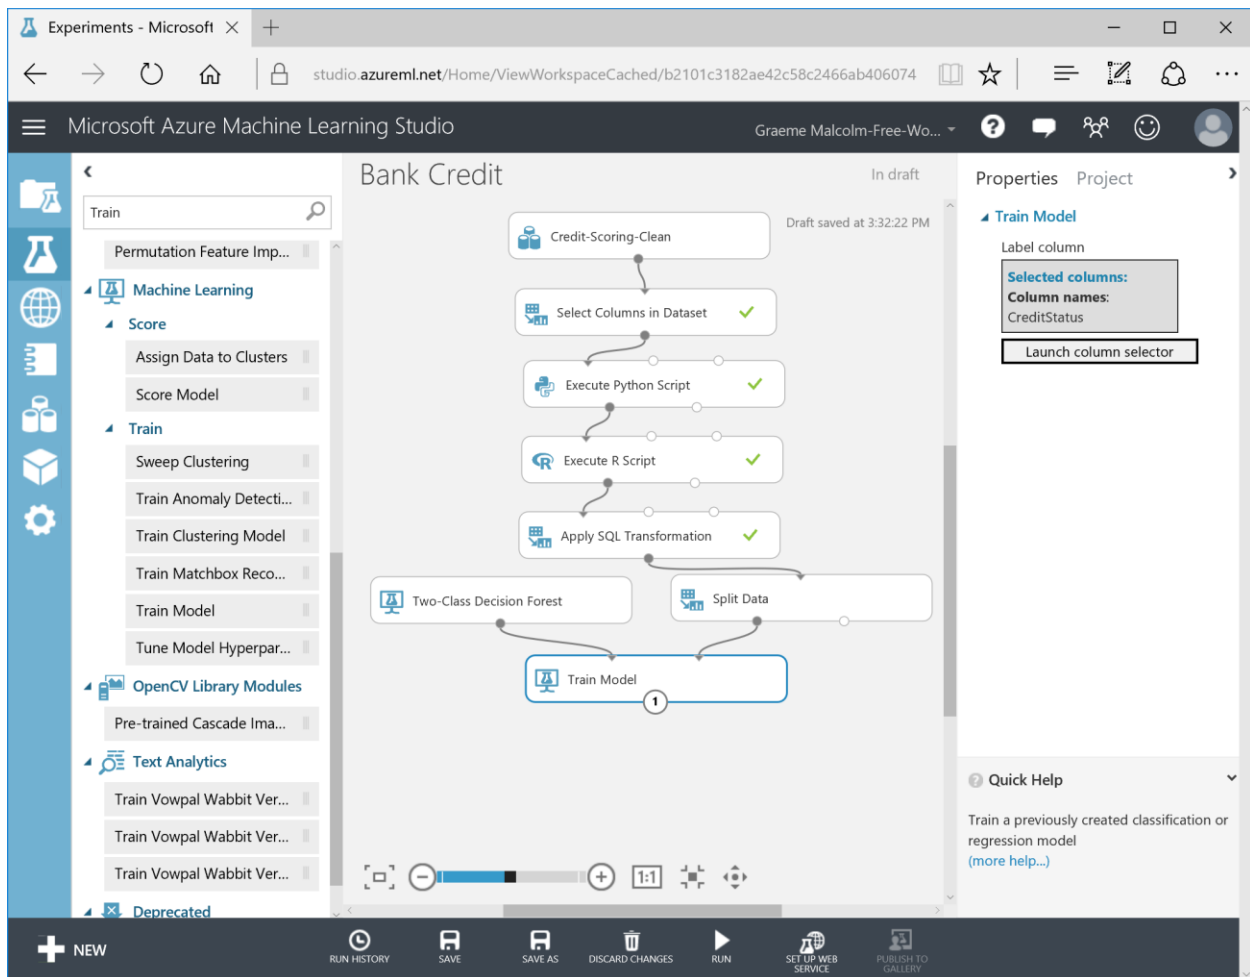 Experiments - Microsoft
studio.azureml.net/Home/ViewWorkspaceCached/b2101c3182ae42c58c2466ab406074
Microsoft Azure Machine Learning Studio
Graeme Malcolm-Free-Wo...
Train
Permutation Feature Imp...
Machine Learning
Score
Assign Data to Clusters
Score Model
Train
Sweep Clustering
Train Anomaly Detecti...
Train Clustering Model
Train Matchbox Reco...
Train Model
Tune Model Hyperpar...
OpenCV Library Modules
Pre-trained Cascade Ima...
Text Analytics
Train Vowpal Wabbit Ver...
Train Vowpal Wabbit Ver...
Train Vowpal Wabbit Ver...
Deprecated
Bank Credit
In draft
Draft saved at 3:32:22 PM
Credit-Scoring-Clean
Select Columns in Dataset
Execute Python Script
Execute R Script
Apply SQL Transformation
Two-Class Decision Forest
Split Data
Train Model
1
1:1
Properties Project
Train Model
Label column
Selected columns:
Column names:
CreditStatus
Launch column selector
Quick Help
Train a previously created classification or
regression model
(more help...)
NEW
RUN HISTORY
SAVE
SAVE AS
DISCARD CHANGES
RUN
SET UP WEB
SERVICE
PUBLISH TO
GALLERY